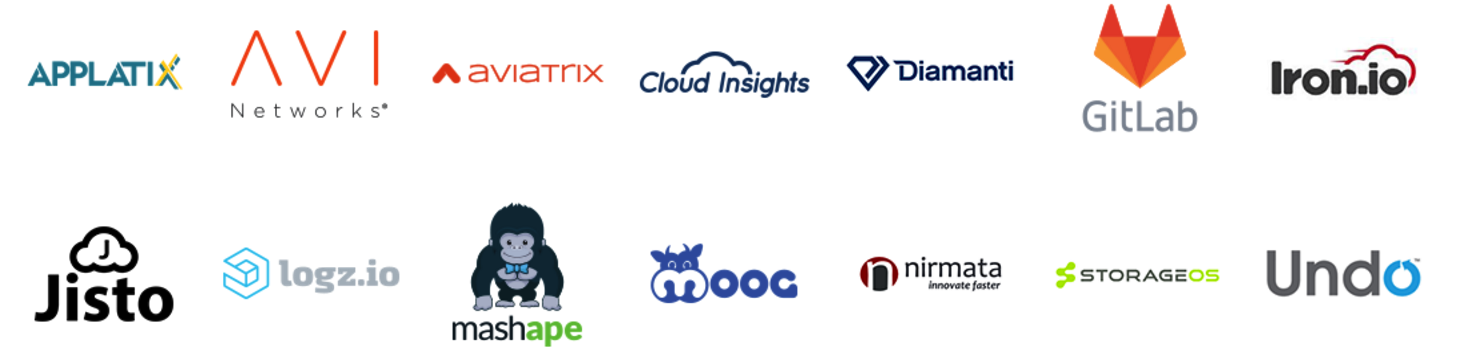 APPLATIX
AVI
Networks®
aviatrix
Cloud Insights
Diamanti
GitLab
Iron.io
J
Jisto
logz.io
mashape
MOOG
n nirmata
innovate faster
STORAGEOS
Undo™